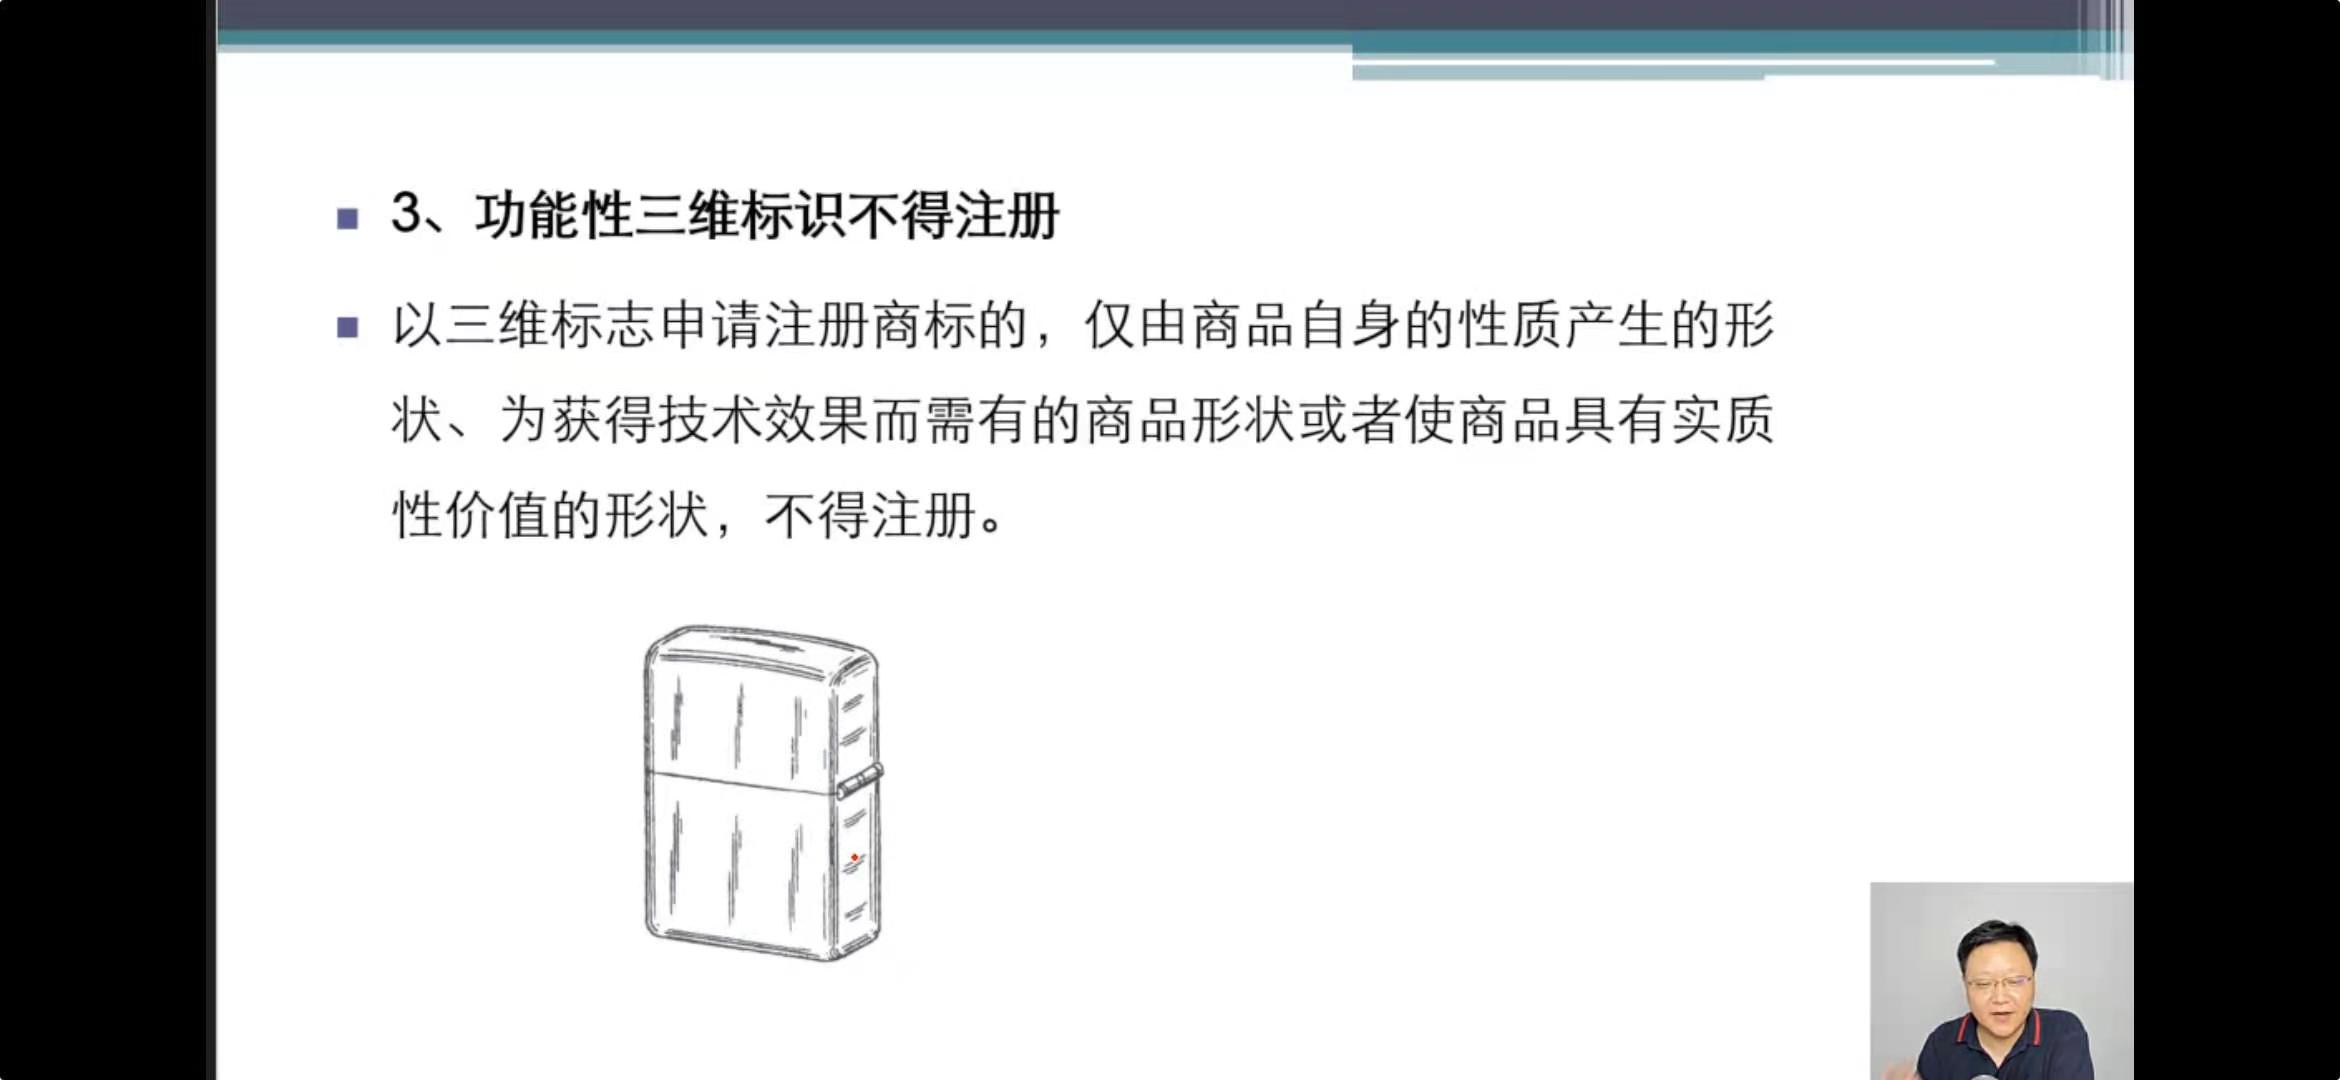 3、功能性三维标识不得注册
以三维标志申请注册商标的，仅由商品自身的性质产生的形
状、为获得技术效果而需有的商品形状或者使商品具有实质
性价值的形状，不得注册。